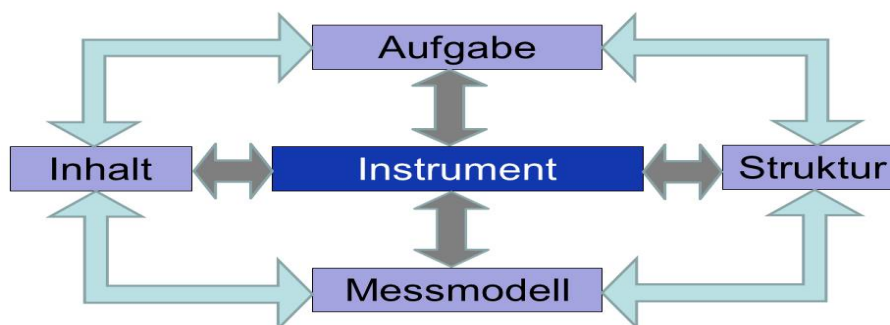 Aufgabe
Inhalt
Instrument
Struktur
Messmodell